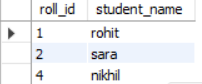 roll_id student_name
1 rohit
2 sara
4 nikhil